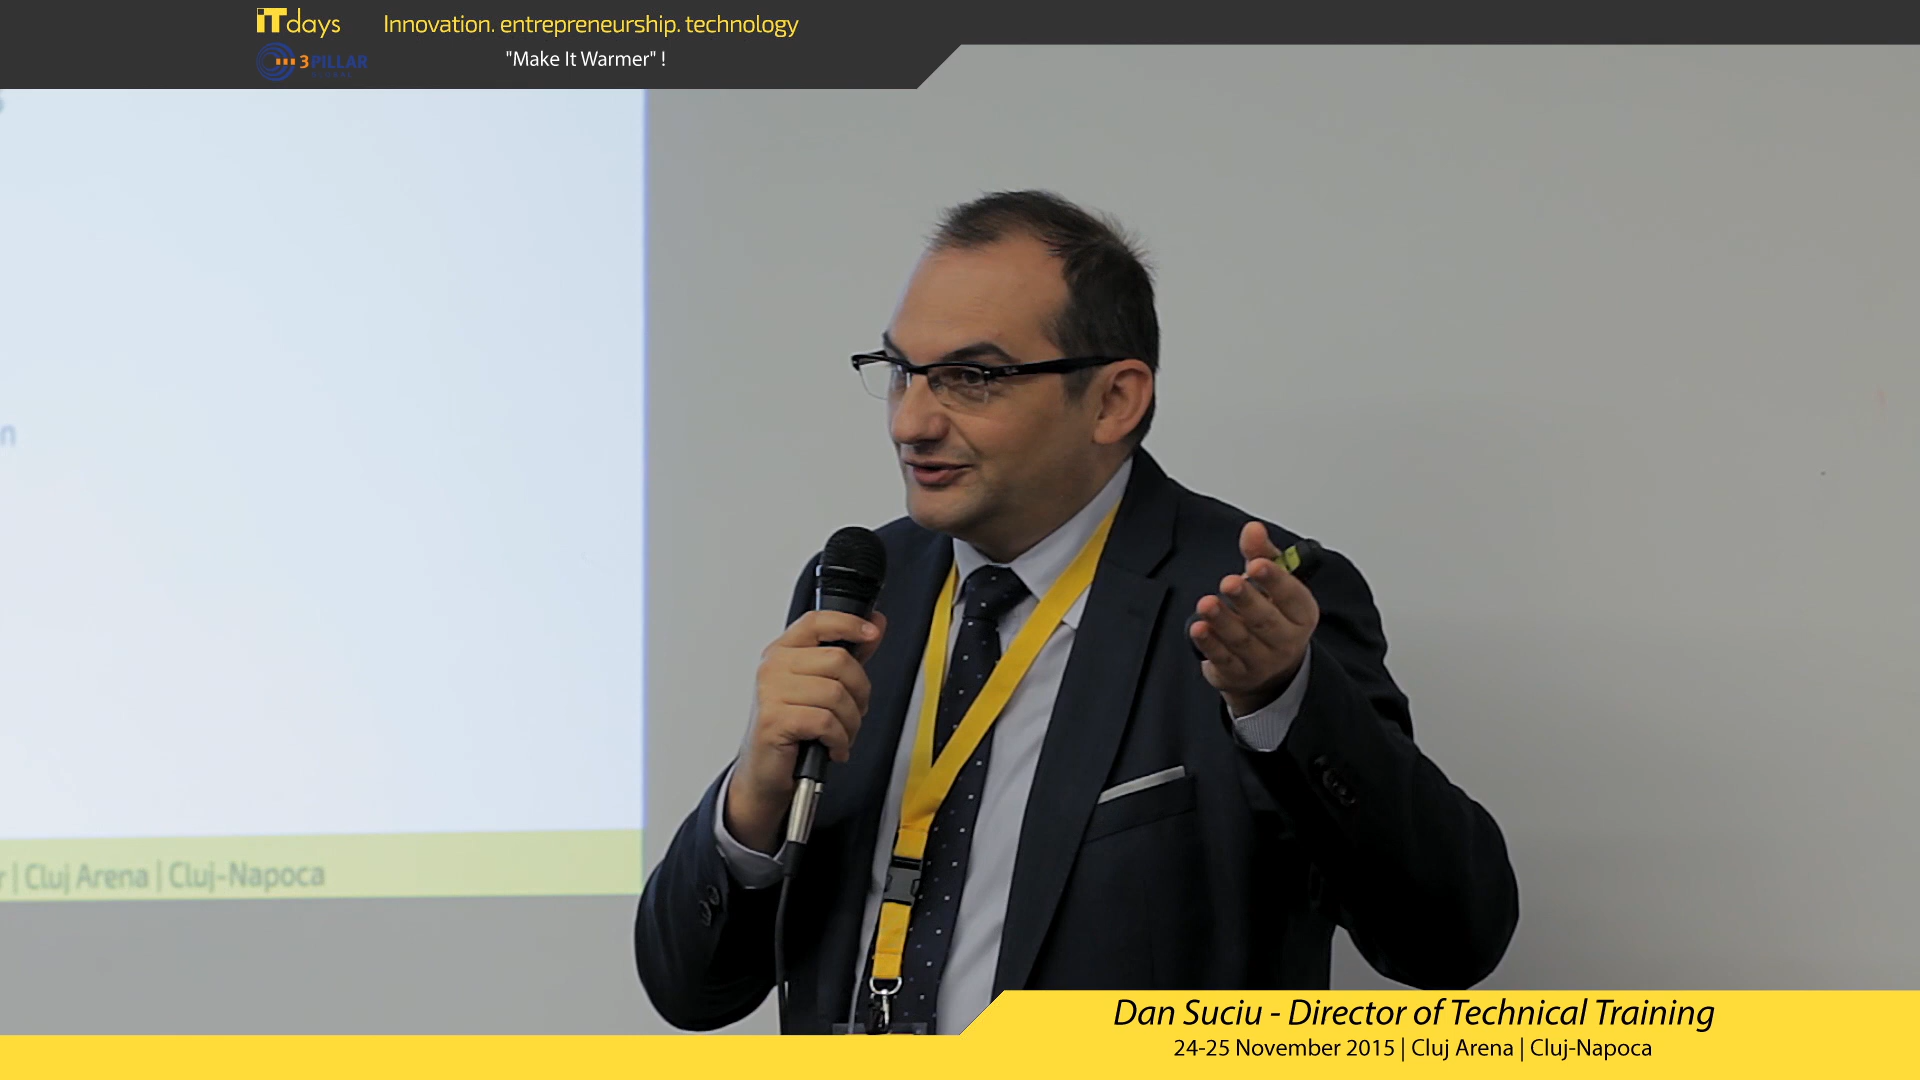 iTdays
Innovation. entrepreneurship. technology
3PILLAR
GLOBAL
"Make It Warmer" !
n
r | Cluj Arena | Cluj-Napoca
Dan Suciu - Director of Technical Training
24-25 November 2015 | Cluj Arena | Cluj-Napoca